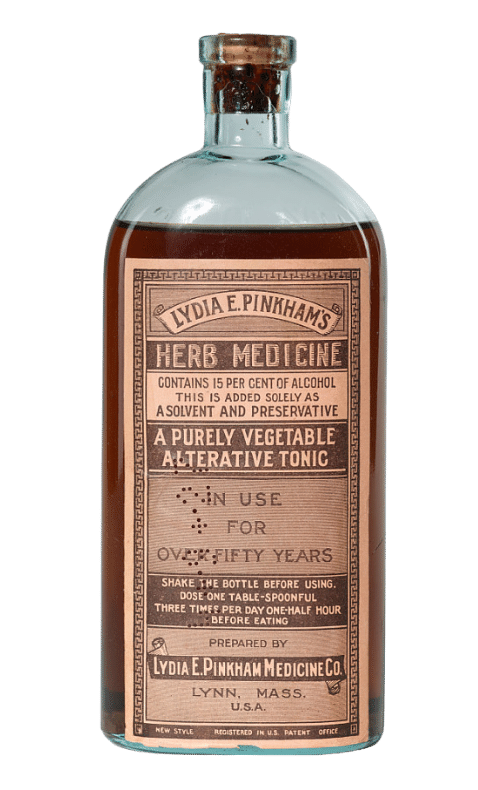 LYDIA E. PINKHAM'S
HERB MEDICINE
CONTAINS 15 PER CENT OF ALCOHOL
THIS IS ADDED SOLELY AS
A SOLVENT AND PRESERVATIVE
A PURELY VEGETABLE
ALTERATIVE TONIC
IN USE
FOR
OVER FIFTY YEARS
SHAKE THE BOTTLE BEFORE USING.
DOSE ONE TABLE-SPOONFUL
THREE TIMES PER DAY ONE-HALF HOUR
BEFORE EATING
PREPARED BY
LYDIA E. PINKHAM MEDICINE CO.
LYNN, MASS.
U.S.A.
NEW STYLE REGISTERED IN U.S. PATENT OFFICE